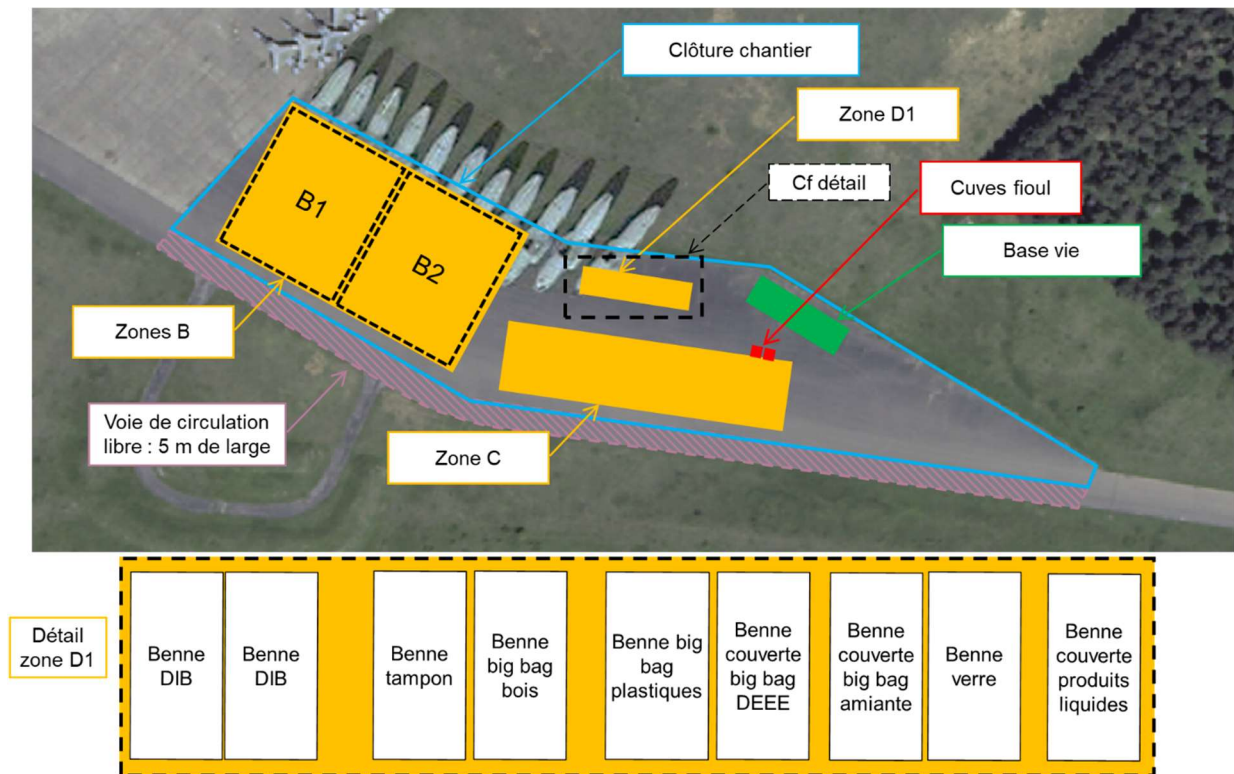 Clôture chantier
Zone D1
Cf détail
Cuves fioul
Base vie
B1
B2
Zones B
Voie de circulation
libre : 5 m de large
Zone C
Détail
zone D1
Benne
DIB
Benne
DIB
Benne
tampon
Benne
big bag
bois
Benne big
bag
plastiques
Benne
couverte
big bag
DEEE
Benne
couverte
big bag
amiante
Benne
verre
Benne
couverte
produits
liquides